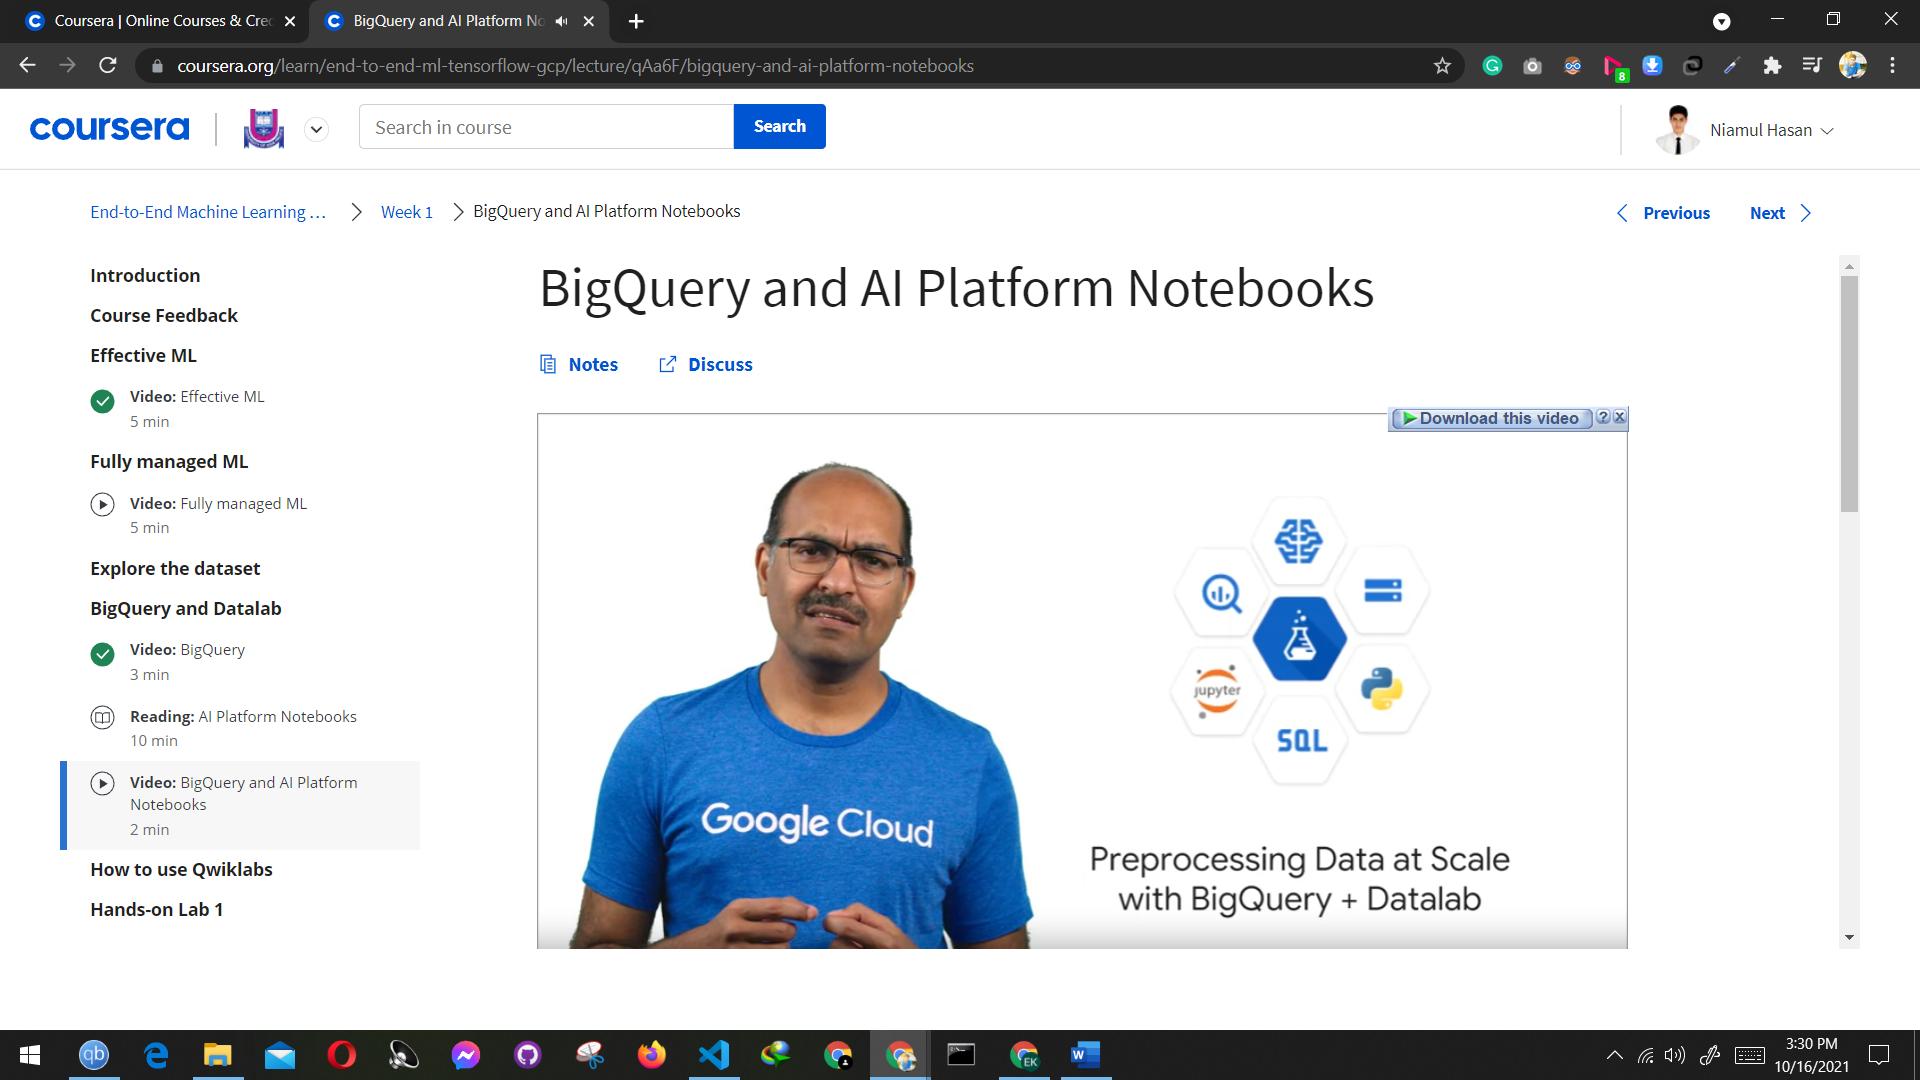 Coursera | Online Courses & Cred
BigQuery and AI Platform No
coursera.org/learn/end-to-end-ml-tensorflow-gcp/lecture/qAa6F/bigquery-and-ai-platform-notebooks
8
coursera
Search in course
Search
Niamul Hasan
End-to-End Machine Learning …
Week 1
BigQuery and AI Platform Notebooks
Previous
Next
Introduction
Course Feedback
Effective ML
Video: Effective ML
5 min
Fully managed ML
Video: Fully managed ML
5 min
Explore the dataset
BigQuery and Datalab
Video: BigQuery
3 min
Reading: AI Platform Notebooks
10 min
Video: BigQuery and AI Platform
Notebooks
2 min
How to use Qwiklabs
Hands-on Lab 1
BigQuery and AI Platform Notebooks
Notes
Discuss
Download this video
?
jupyter
SQL
Google Cloud
Preprocessing Data at Scale
with BigQuery + Datalab
qb
EK
W
3:30 PM
10/16/2021